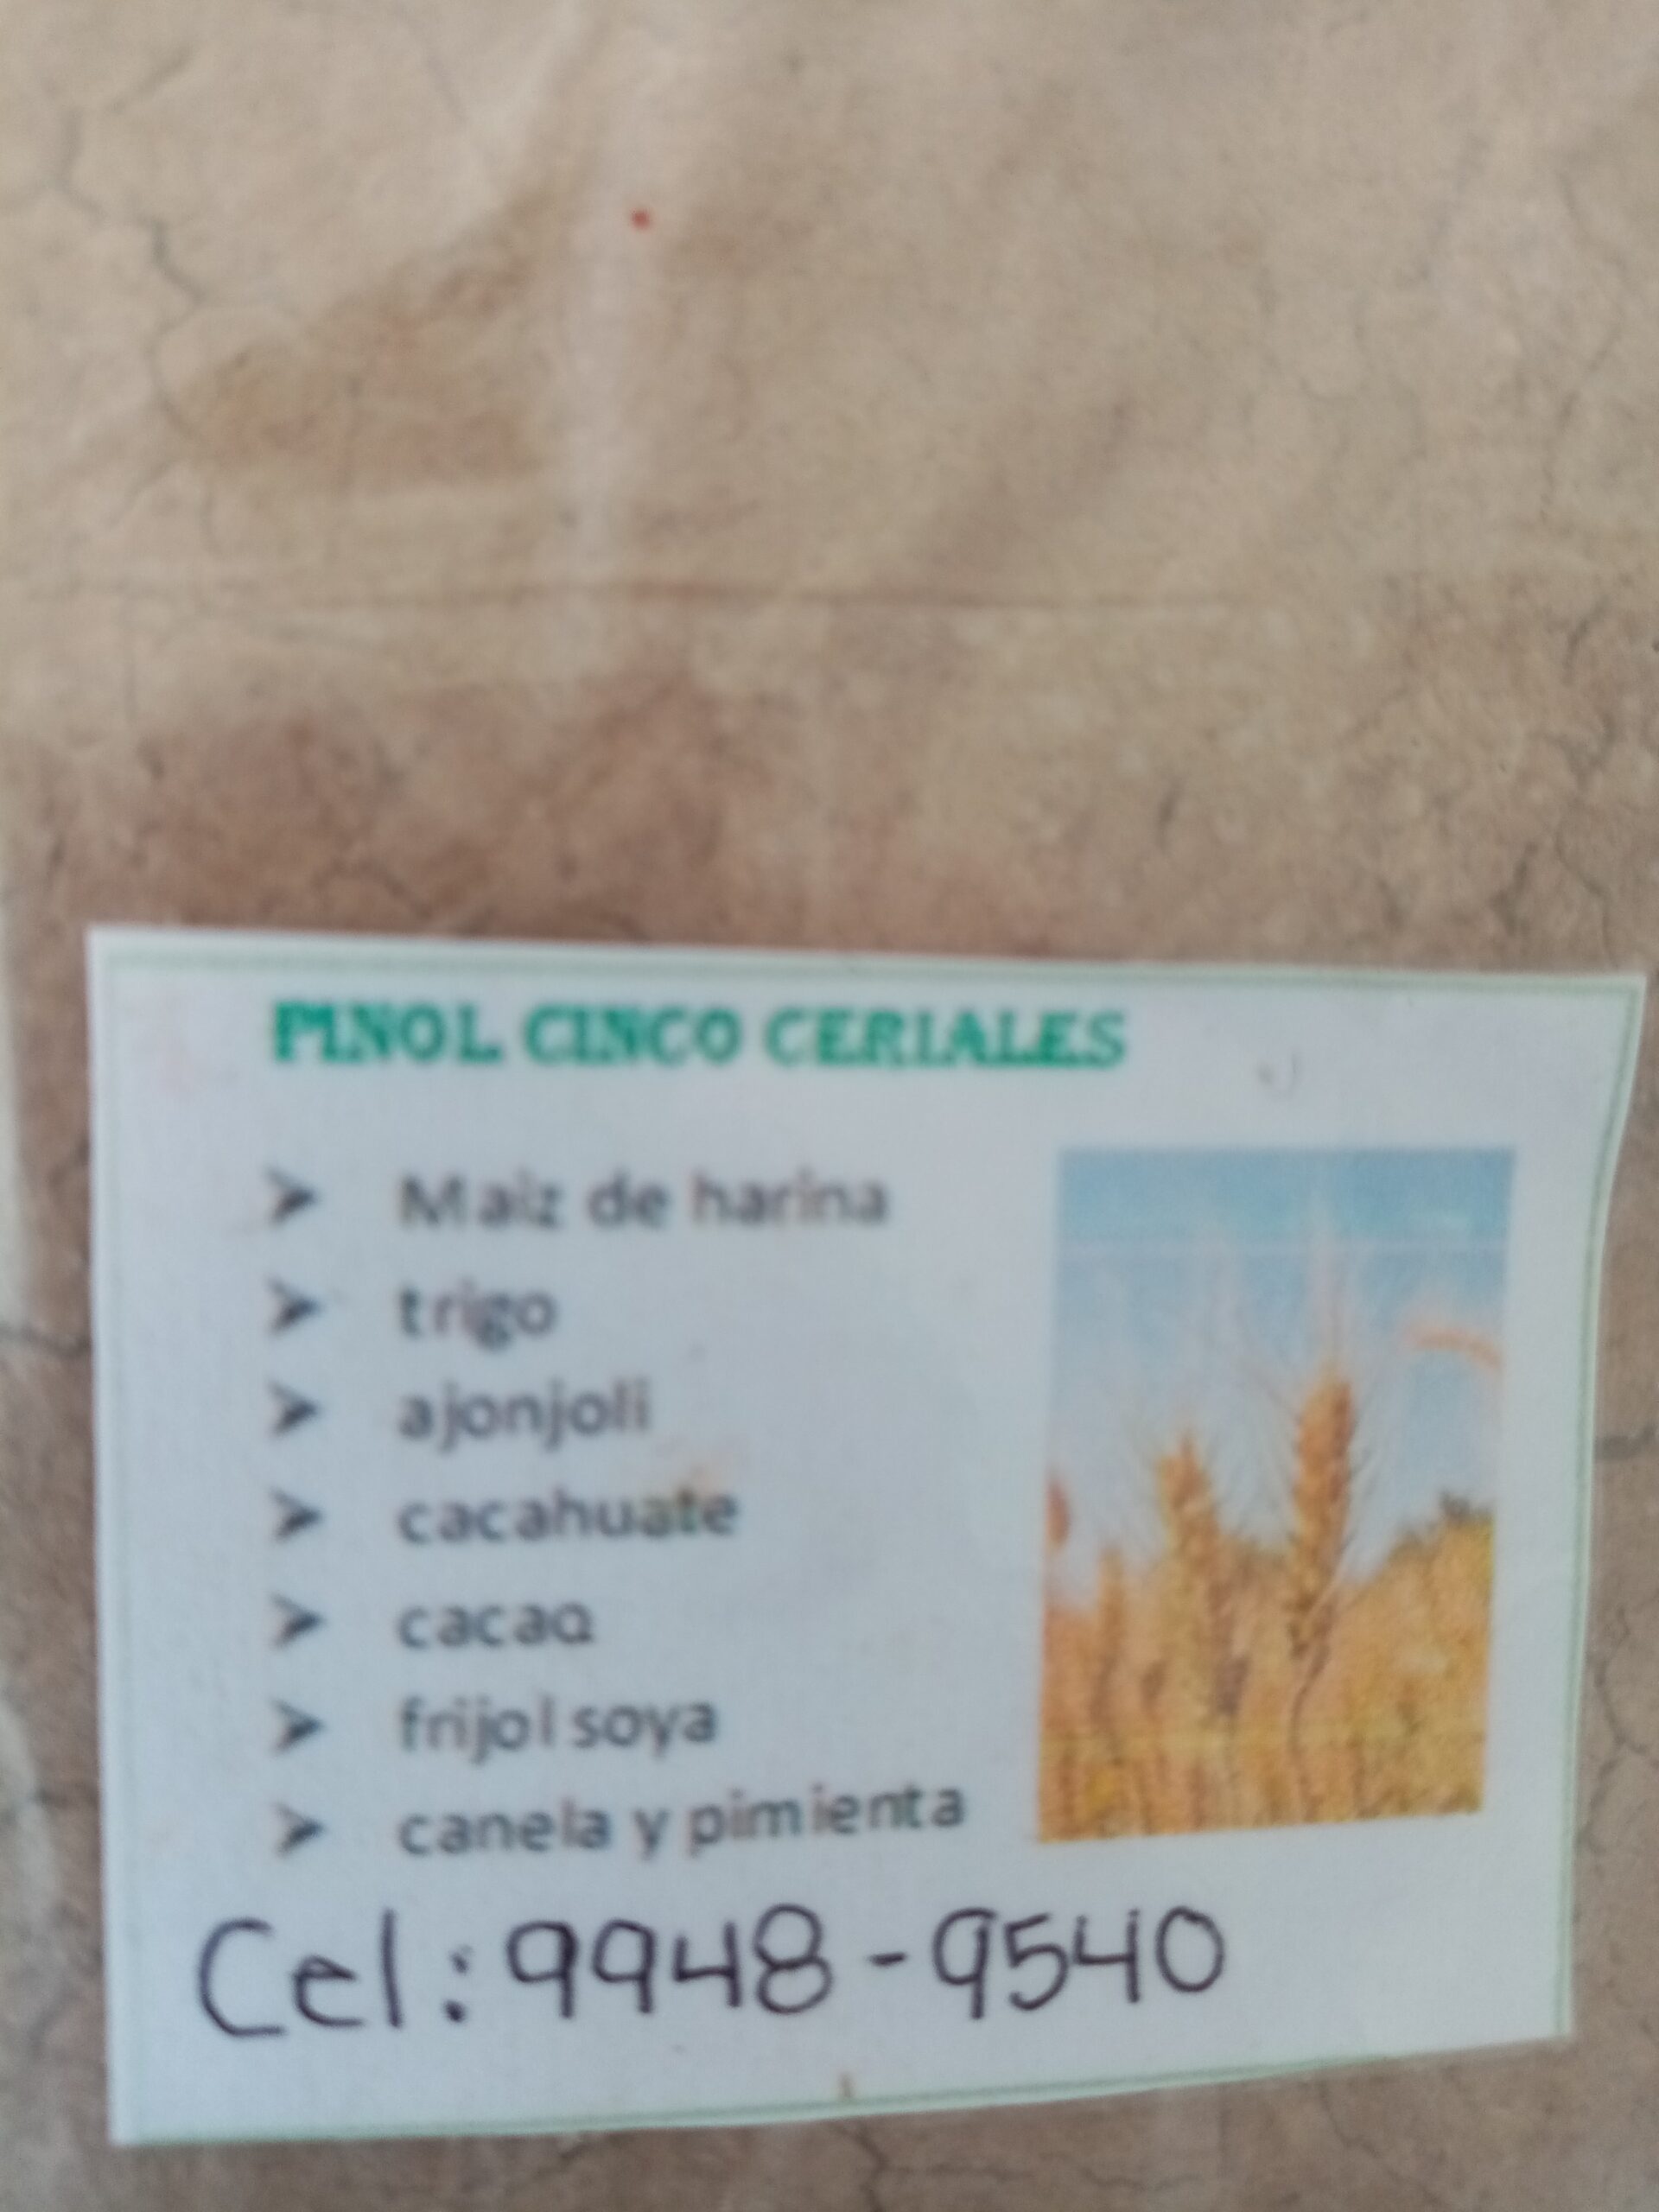 PINOL CINCO CERIALES
➤ Maiz de harina
➤ trigo
➤ ajonjoli
➤ cacahuate
➤ cacao
➤ frijol soya
➤ canela y pimienta
Cel: 9948-9540